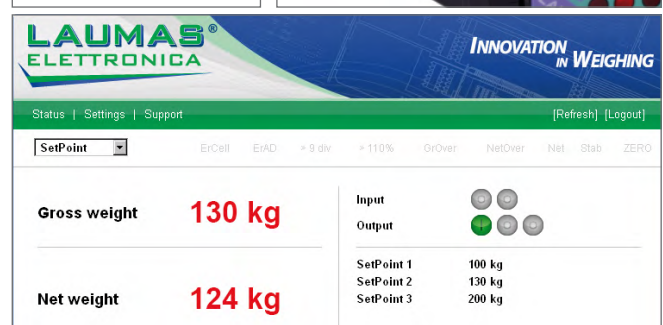 LAUMAS®
ELETTRONICA
INNOVATION
IN WEIGHING
Status | Settings | Support
[Refresh] [Logout]
SetPoint
ErCell ErAD > 9 div > 110% GrOver NetOver Net Stab ZERO
Gross weight 130 kg
Input
Output
Net weight 124 kg
SetPoint 1 100 kg
SetPoint 2 130 kg
SetPoint 3 200 kg